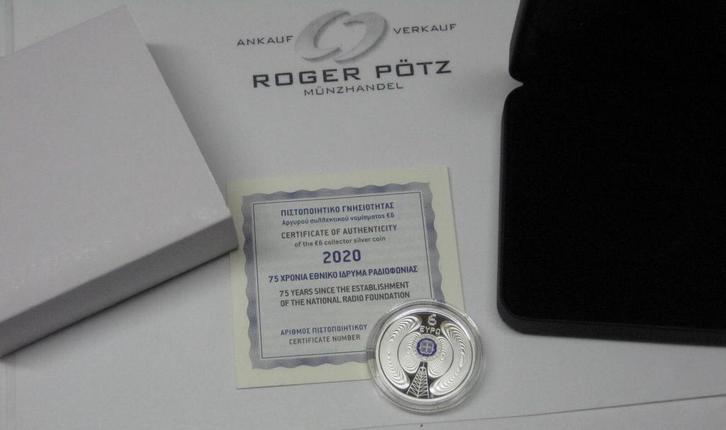 ANKAUF VERKAUF
ROGER PÖTZ
MÜNZHANDEL
ΠΙΣΤΟΠΟΙΗΤΙΚΟ ΓΝΗΣΙΟΤΗΤΑΣ
Αργυρού συλλεκτικού νομίσματος €6
CERTIFICATE OF AUTHENTICITY
of the €6 collector silver coin
2020
75 ΧΡΟΝΙΑ ΕΘΝΙΚΟ ΙΔΡΥΜΑ ΡΑΔΙΟΦΩΝΙΑΣ
75 YEARS SINCE THE ESTABLISHMENT
OF THE NATIONAL RADIO FOUNDATION
ΑΡΙΘΜΟΣ ΠΙΣΤΟΠΟΙΗΤΙΚΟΥ
CERTIFICATE NUMBER
6
ΕΥΡΩ